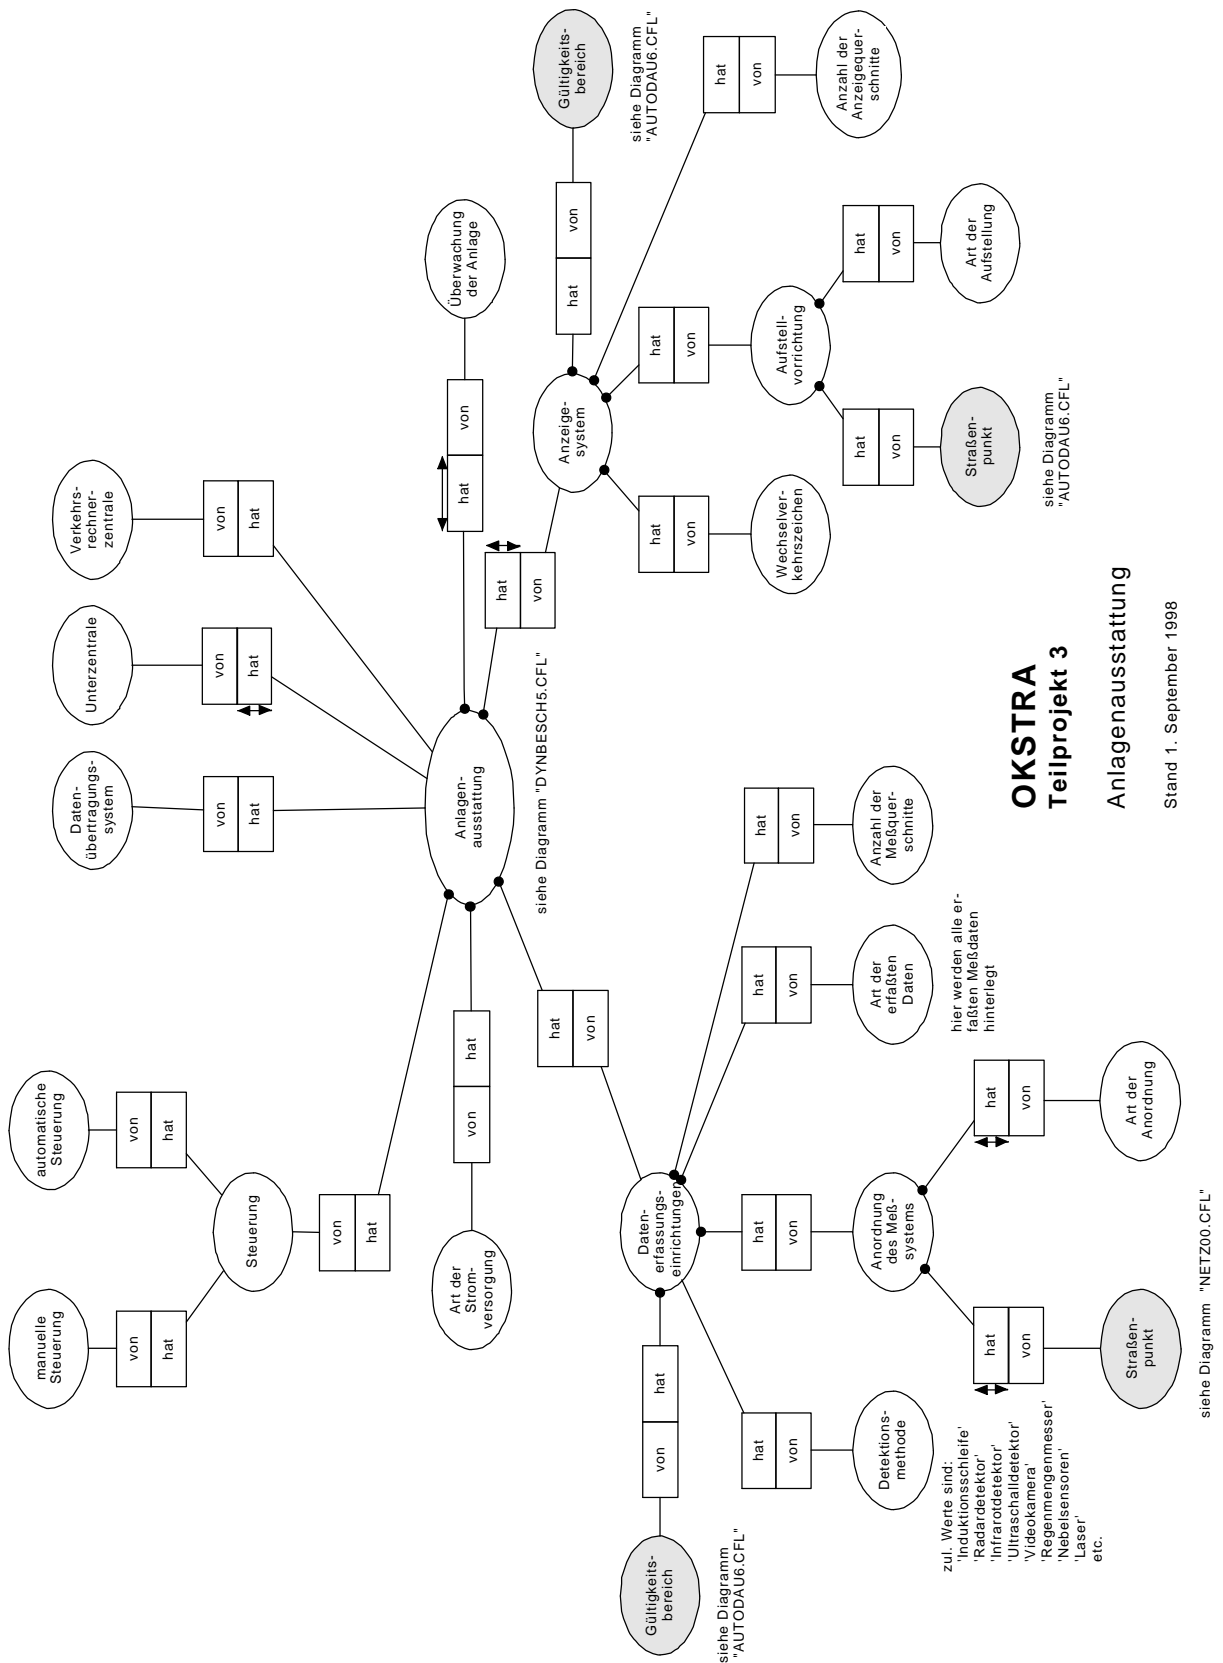 manuelle
Steuerung
automatische
Steuerung
von
hat
von
hat
Steuerung
von
hat
Daten-
übertragungs-
system
Unterzentrale
Verkehrs-
rechner-
zentrale
von
hat
von
hat
von
hat
Art der
Strom-
versorgung
von
hat
Anlagen-
ausstattung
siehe Diagramm "DYNBESCH5.CFL"
hat
von
Überwachung
der Anlage
hat
von
Anzeige-
system
hat
von
Gültigkeits-
bereich
siehe Diagramm
"AUTODAU6.CFL"
hat
von
Gültigkeits-
bereich
siehe Diagramm
"AUTODAU6.CFL"
von
hat
Daten-
erfassungs-
einrichtungen
hat
von
hat
von
hat
von
hat
von
Detektions-
methode
Anordnung
des Meß-
systems
Art der
erfaßten
Daten
Anzahl der
Meßquer-
schnitte
hat
von
hat
von
hat
von
Wechselver-
kehrszeichen
Aufstell-
vorrichtung
Anzahl der
Anzeigequer-
schnitte
hat
von
hat
von
Straßen-
punkt
Art der
Aufstellung
siehe Diagramm
"AUTODAU6.CFL"
zul. Werte sind:
'Induktionsschleife'
'Radardetektor'
'Infrarotdetektor'
'Ultraschalldetektor'
'Videokamera'
'Regenmengenmesser'
'Nebelsensoren'
'Laser'
etc.
hat
von
hat
von
hier werden alle er-
faßten Meßdaten
hinterlegt
Straßen-
punkt
Art der
Anordnung
siehe Diagramm "NETZ00.CFL"
OKSTRA
Teilprojekt 3
Anlagenausstattung
Stand 1. September 1998